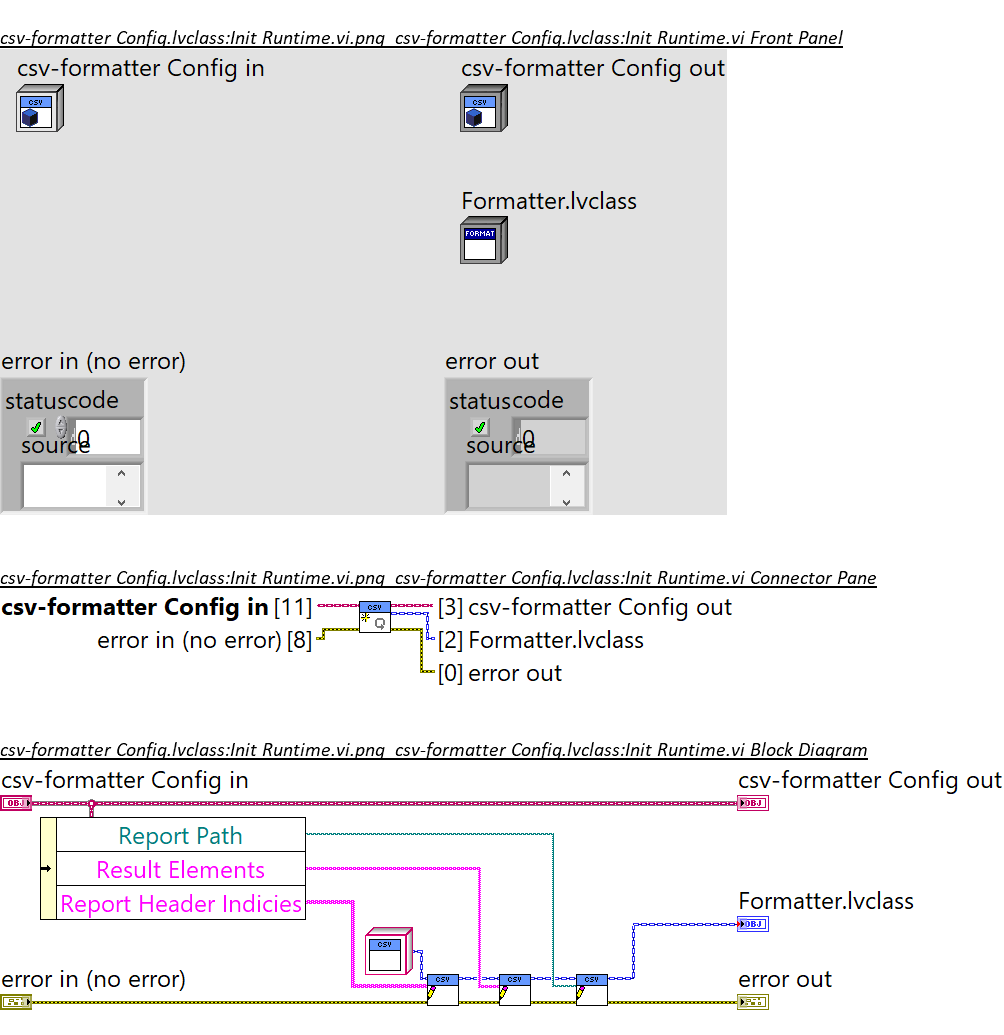 csv-formatter Config.lvclass:Init Runtime.vi.png csv-formatter Config.lvclass:Init Runtime.vi Front Panel
csv-formatter Config in
csv-formatter Config out
CSV
CSV
Formatter.lvclass
FORMAT
error in (no error)
error out
status code
status code
0
0
source
source
csv-formatter Config.lvclass:Init Runtime.vi.png csv-formatter Config.lvclass:Init Runtime.vi Connector Pane
csv-formatter Config in [11]
CSV
[3] csv-formatter Config out
error in (no error) [8]
[2] Formatter.lvclass
[0] error out
csv-formatter Config.lvclass:Init Runtime.vi.png csv-formatter Config.lvclass:Init Runtime.vi Block Diagram
csv-formatter Config in
csv-formatter Config out
OBJ
OBJ
Report Path
Result Elements
Report Header Indicies
Formatter.lvclass
OBJ
CSV
error in (no error)
CSV
CSV
CSV
error out